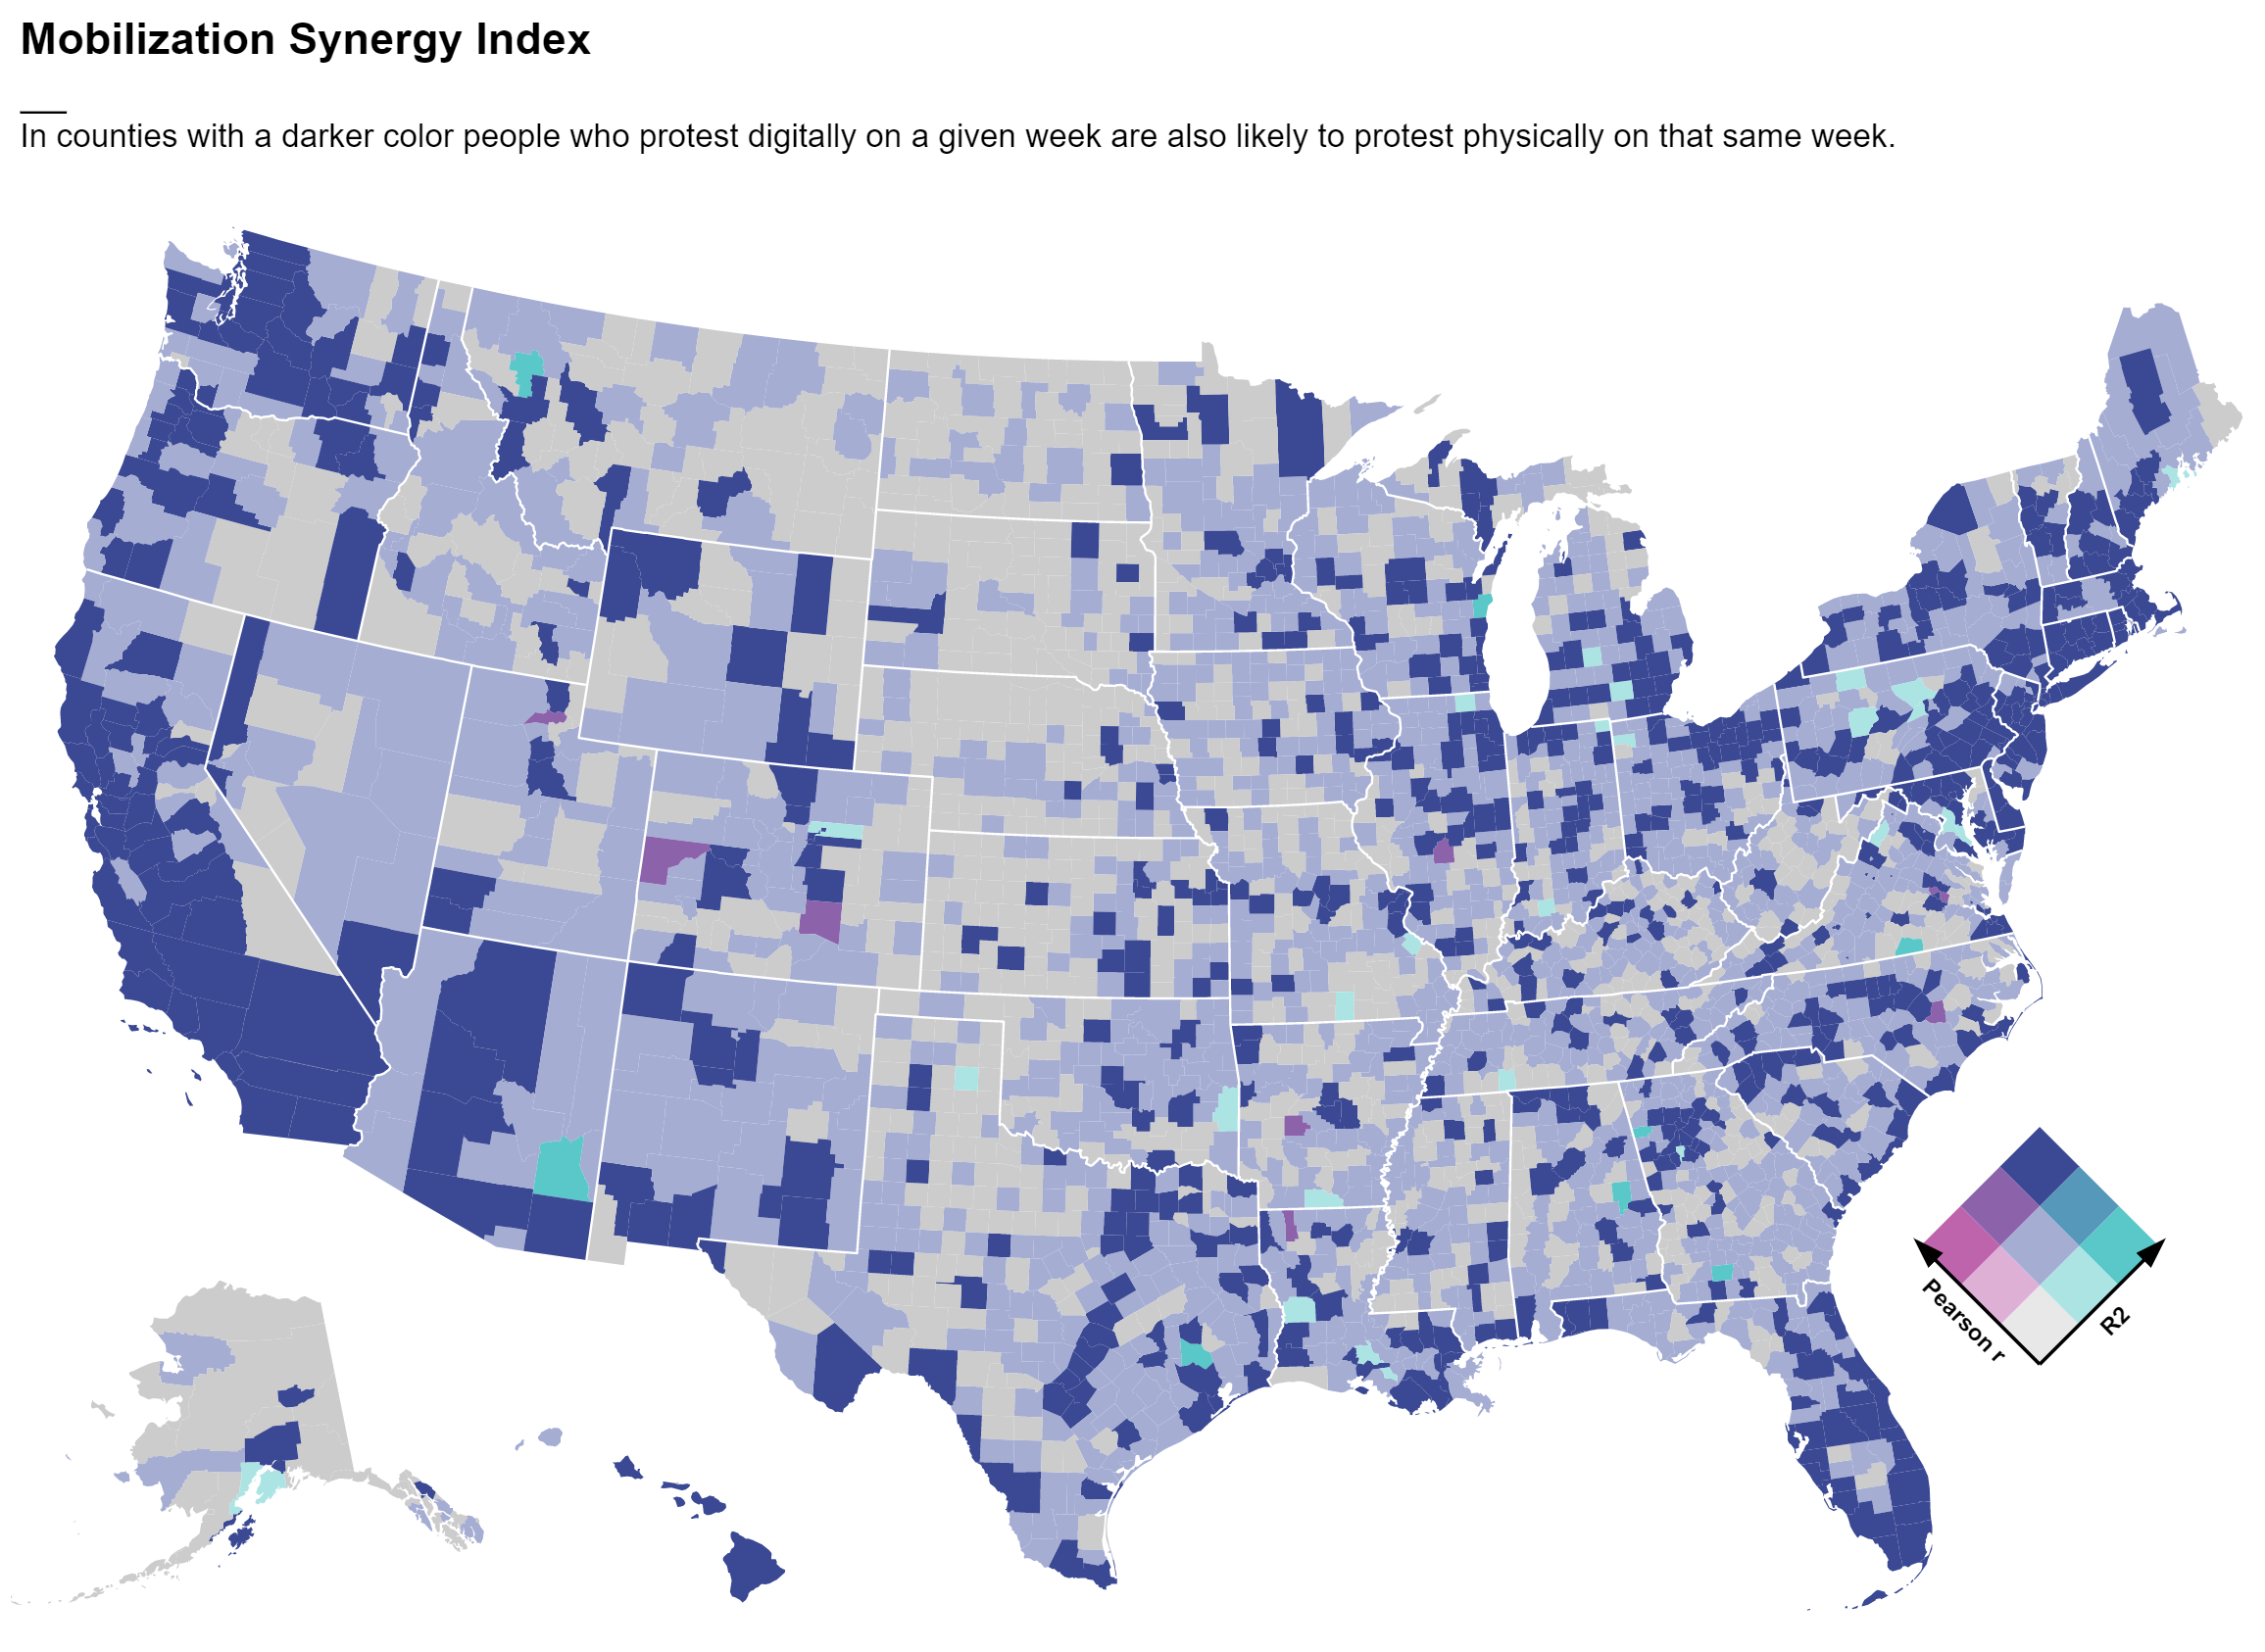 Mobilization Synergy Index
In counties with a darker color people who protest digitally on a given week are also likely to protest physically on that same week.
Pearson r
R2